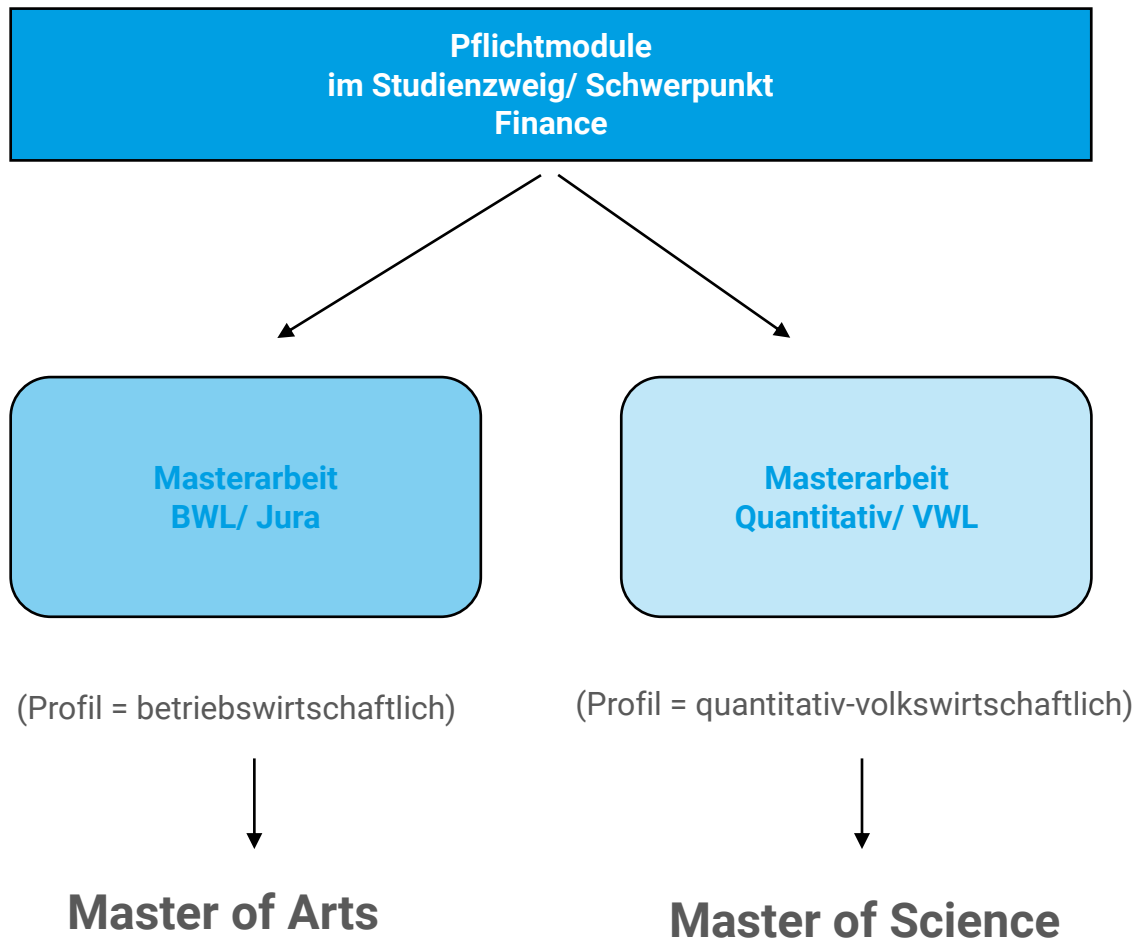 Pflichtmodule
im Studienzweig/ Schwerpunkt
Finance
Masterarbeit
BWL/ Jura
Masterarbeit
Quantitativ/ VWL
(Profil = betriebswirtschaftlich)
(Profil = quantitativ-volkswirtschaftlich)
Master of Arts
Master of Science